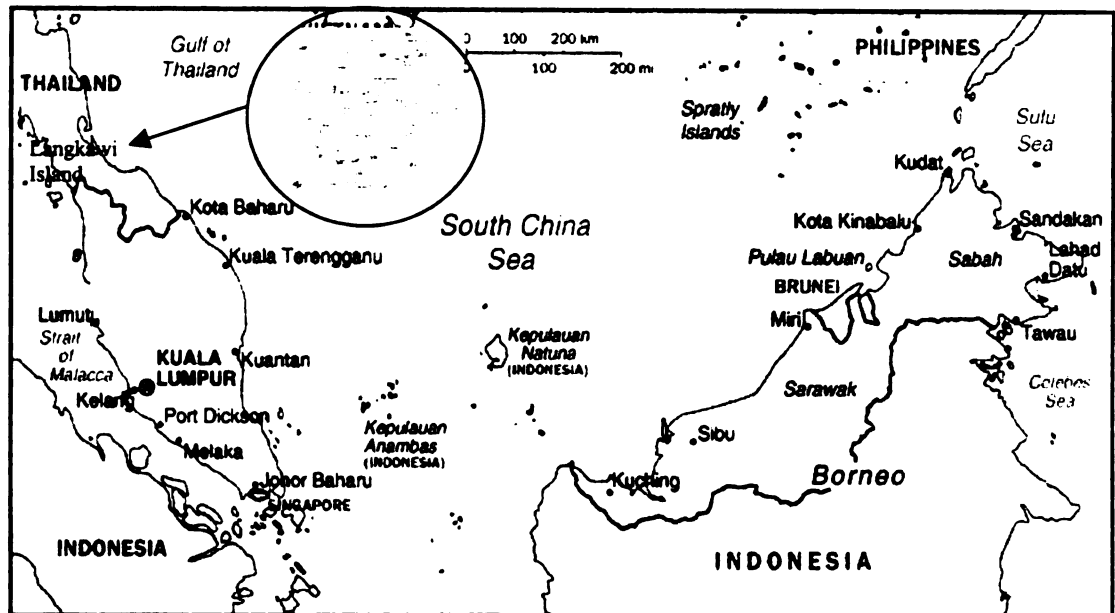 Gulf of
Thailand
THAILAND
Langkawi
Island
0 100 200 km
100 200 mi
PHILIPPINES
Spratly
Islands
Sulu
Sea
Kudat
Kota Baharu
South China
Sea
Kota Kinabalu
Sandakan
Kuala Terengganu
Pulau Labuan
Sabah
Lahad
Datu
BRUNEI
Lumut
Miri
Tawau
Strait
of
Malacca
KUALA
LUMPUR
Kuantan
Kepulauan
Natuna
(INDONESIA)
Sarawak
Celebes
Sea
Kelang
Port Dickson
Kepulauan
Anambas
(INDONESIA)
Melaka
Sibu
Johor Baharu
SINGAPORE
Kuching
Borneo
INDONESIA
INDONESIA